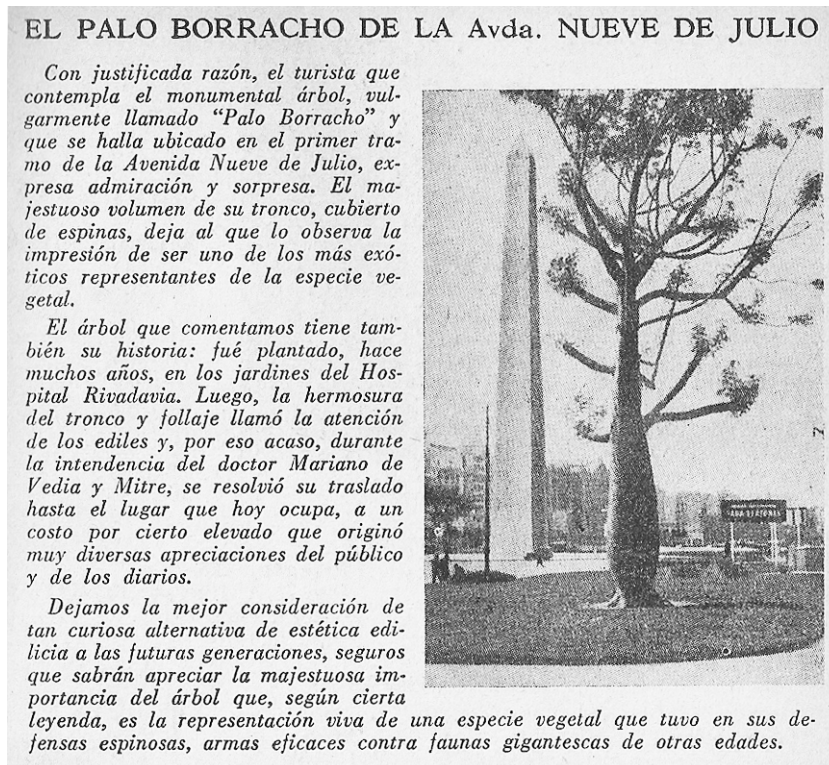 EL PALO BORRACHO DE LA Avda. NUEVE DE JULIO
Con justificada razón, el turista que
contempla el monumental árbol, vul-
garmente llamado "Palo Borracho" y
que se halla ubicado en el primer tra-
mo de la Avenida Nueve de Julio, ex-
presa admiración y sorpresa. El ma-
jestuoso volumen de su tronco, cubierto
de espinas, deja al que lo observa la
impresión de ser uno de los más exó-
ticos representantes de la especie ve-
getal.
El árbol que comentamos tiene tam-
bién su historia: fué plantado, hace
muchos años, en los jardines del Hos-
pital Rivadavia. Luego, la hermosura
del tronco y follaje llamó la atención
de los ediles y, por eso acaso, durante
la intendencia del doctor Mariano de
Vedia y Mitre, se resolvió su traslado
hasta el lugar que hoy ocupa, a un
costo por cierto elevado que originó
muy diversas apreciaciones del público
y de los diarios.
Dejamos la mejor consideración de
tan curiosa alternativa de estética edi-
licia a las futuras generaciones, seguros
que sabrán apreciar la majestuosa im-
portancia del árbol que, según cierta
leyenda, es la representación viva de una especie vegetal que tuvo en sus de-
fensas espinosas, armas eficaces contra faunas gigantescas de otras edades.